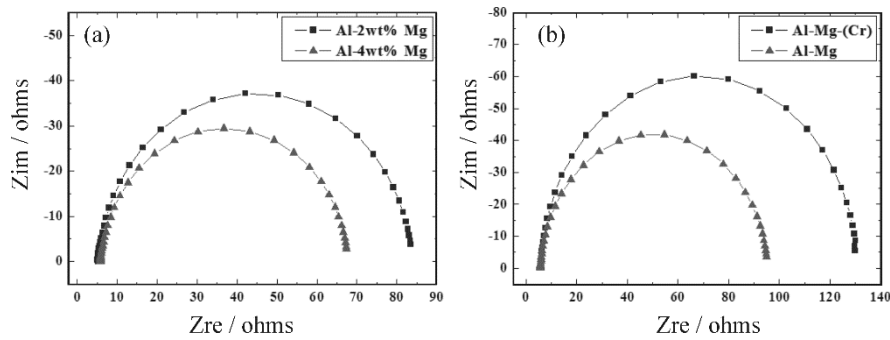 (a)
Al-2wt% Mg
Al-4wt% Mg
-50
-40
-30
-20
-10
0
Zim / ohms
0 10 20 30 40 50 60 70 80 90
Zre / ohms
(b)
Al-Mg-(Cr)
Al-Mg
-80
-70
-60
-50
-40
-30
-20
-10
0
Zim / ohms
0 20 40 60 80 100 120 140
Zre / ohms